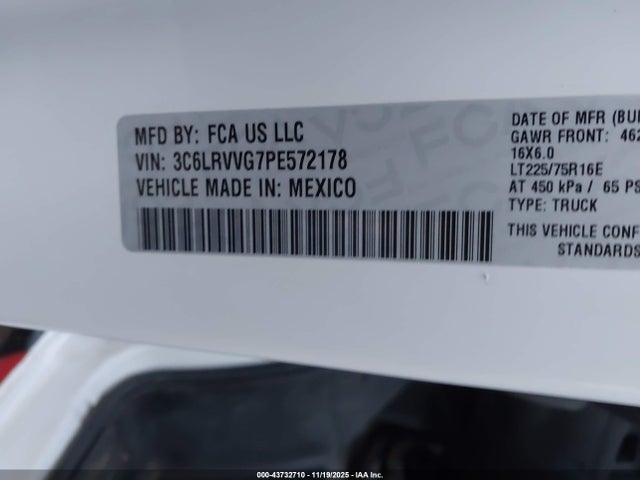 MFD BY: FCA US LLC
VIN: 3C6LRVVG7PE572178
VEHICLE MADE IN: MEXICO
DATE OF MFR (BUI
GAWR FRONT: 462
16X6.0
LT225/75R16E
AT 450 kPa / 65 PS
TYPE: TRUCK
THIS VEHICLE CONF
STANDARDS
000-43732710 - 11/19/2025 - IAA Inc.